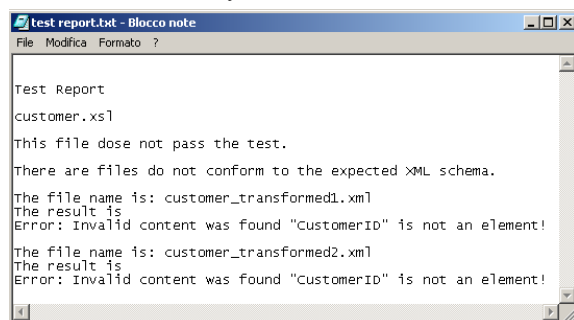 test report.txt - Blocco note
File Modifica Formato ?
Test Report
customer.xsl
This file dose not pass the test.
There are files do not conform to the expected XML schema.
The file name is: customer_transformed1.xml
The result is
Error: Invalid content was found "CustomerID" is not an element!
The file name is: customer_transformed2.xml
The result is
Error: Invalid content was found "CustomerID" is not an element!